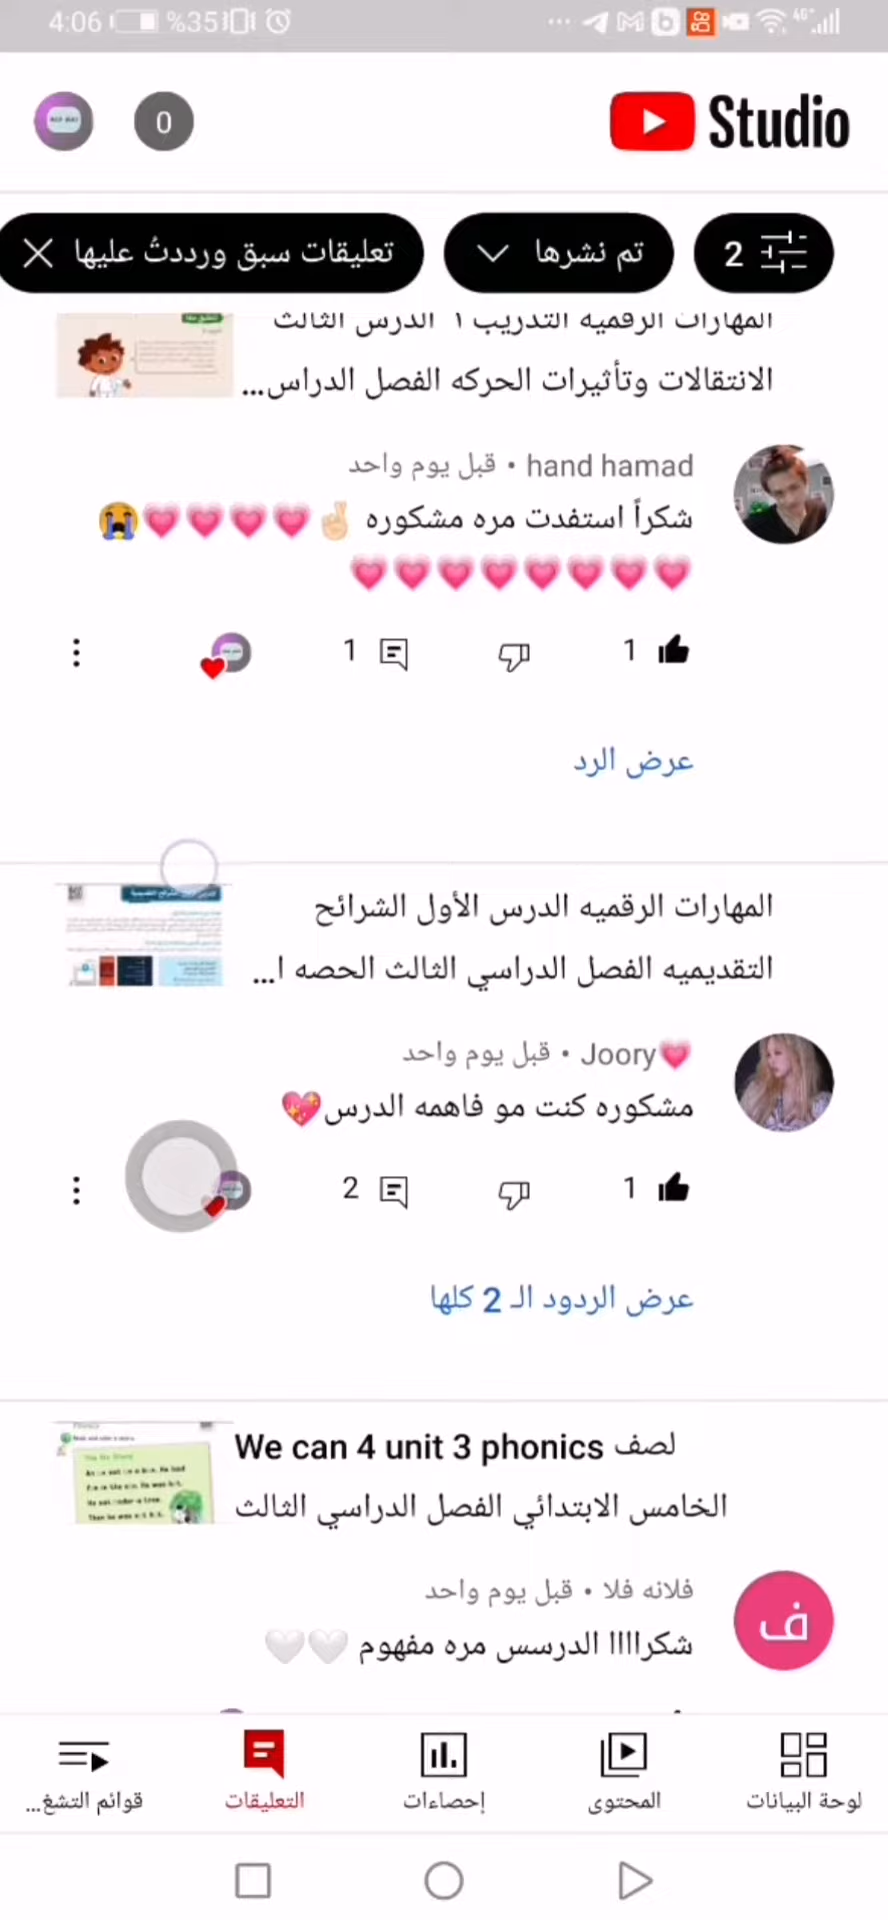 4:06 %35 4G
0 Studio
2 تم نشرها تعليقات سبق ورددتُ عليها
المهارات الرقميه التدريب ١ الدرس الثالث
الانتقالات وتأثيرات الحركه الفصل الدراس...
hand hamad • قبل يوم واحد
شكراً استفدت مره مشكوره 🤞🏻💗💗💗💗😭
💗💗💗💗💗💗💗💗
1 1
عرض الرد
المهارات الرقميه الدرس الأول الشرائح
التقديميه الفصل الدراسي الثالث الحصه ا...
Joory💗 • قبل يوم واحد
مشكوره كنت مو فاهمه الدرس💖
1 2
عرض الردود الـ 2 كلها
We can 4 unit 3 phonics لصف
الخامس الابتدائي الفصل الدراسي الثالث
فلانه فلا • قبل يوم واحد
ف
شكراااا الدرسس مره مفهوم 🤍🤍
لوحة البيانات المحتوى إحصاءات التعليقات قوائم التشغ...